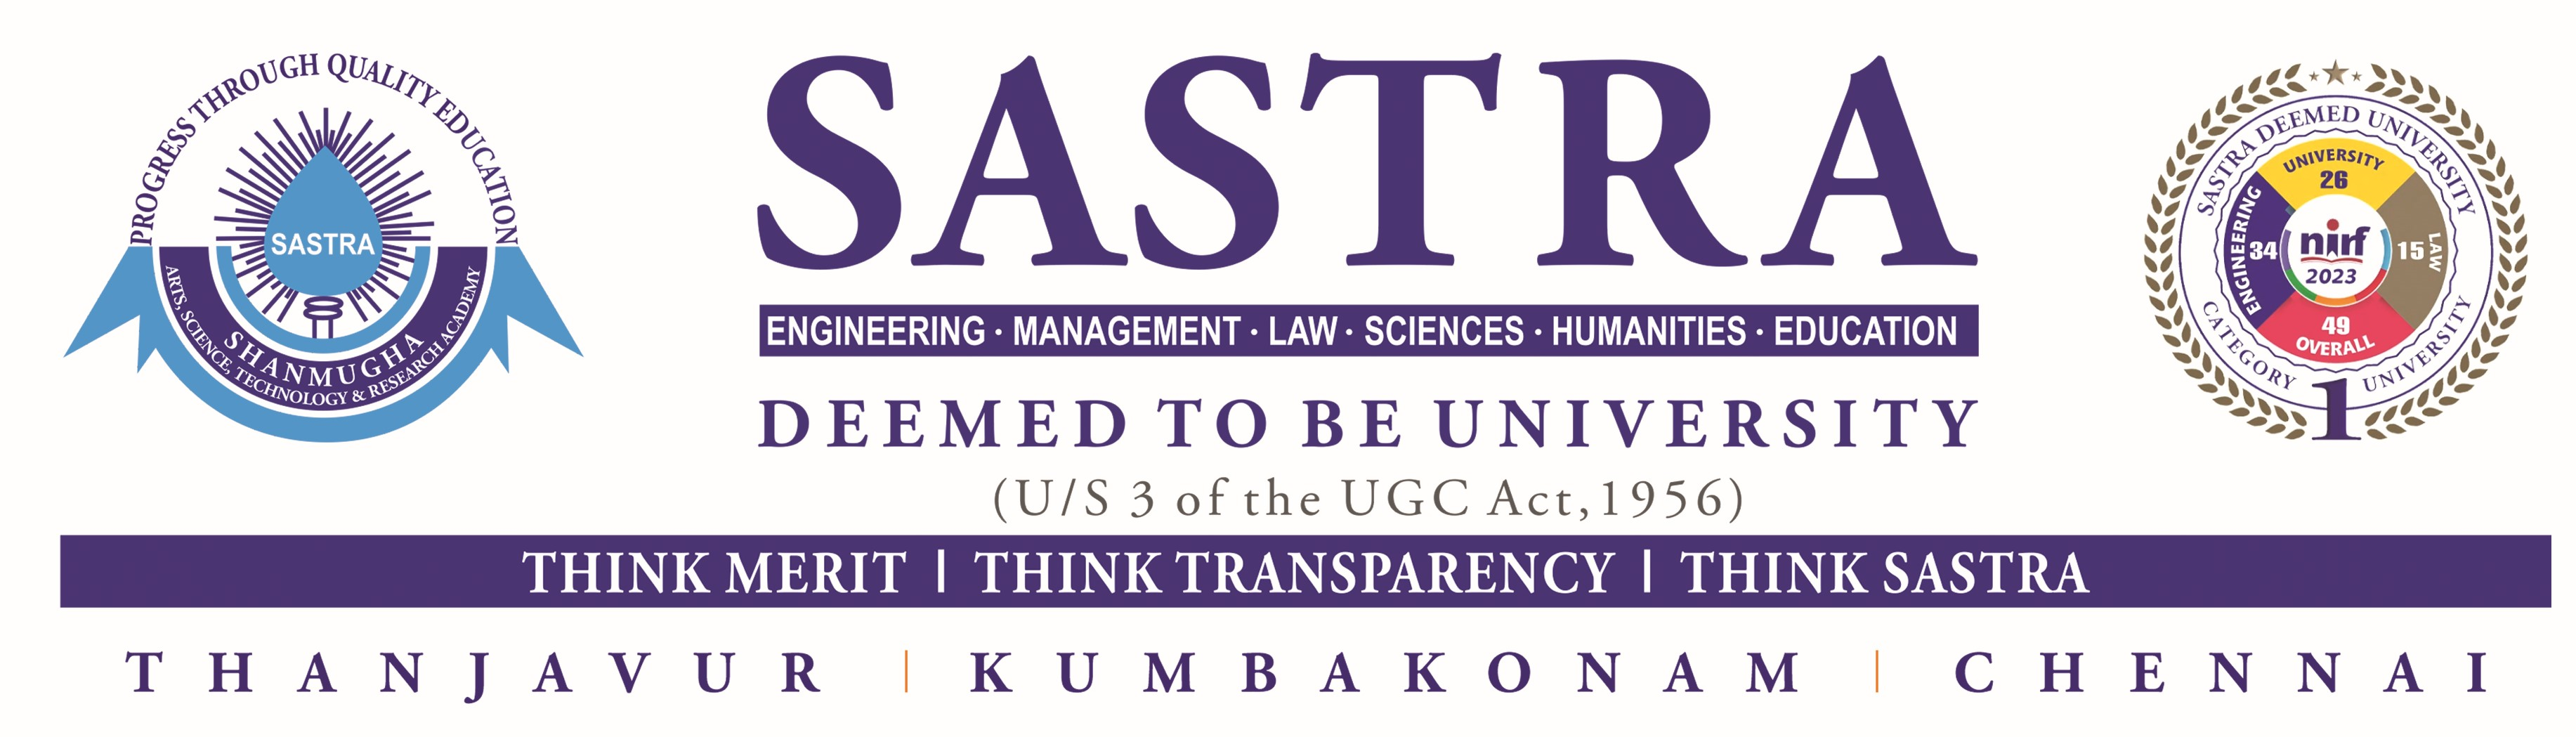 PROGRESS THROUGH QUALITY EDUCATION
SASTRA
SHANMUGHA
ARTS, SCIENCE, TECHNOLOGY & RESEARCH ACADEMY
SASTRA
ENGINEERING · MANAGEMENT · LAW · SCIENCES · HUMANITIES · EDUCATION
DEEMED TO BE UNIVERSITY
(U/S 3 of the UGC Act,1956)
SASTRA DEEMED UNIVERSITY
UNIVERSITY
26
ENGINEERING
34
nirf
2023
15
LAW
49
OVERALL
CATEGORY 1 UNIVERSITY
THINK MERIT | THINK TRANSPARENCY | THINK SASTRA
THANJAVUR | KUMBAKONAM | CHENNAI